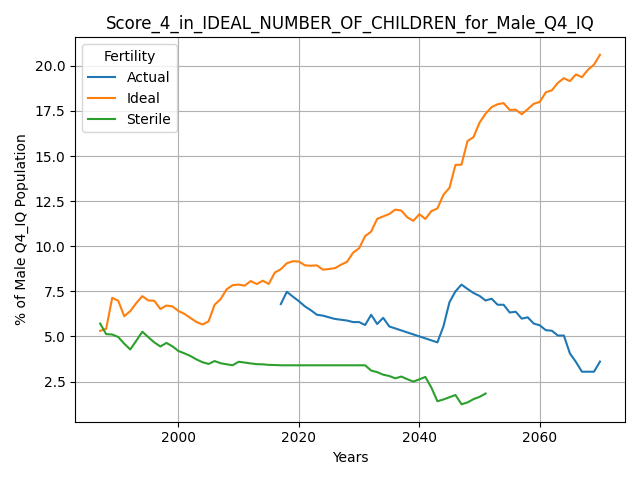 Score_4_in_IDEAL_NUMBER_OF_CHILDREN_for_Male_Q4_IQ
Fertility
Actual
Ideal
Sterile
% of Male Q4_IQ Population
20.0
17.5
15.0
12.5
10.0
7.5
5.0
2.5
2000 2020 2040 2060
Years